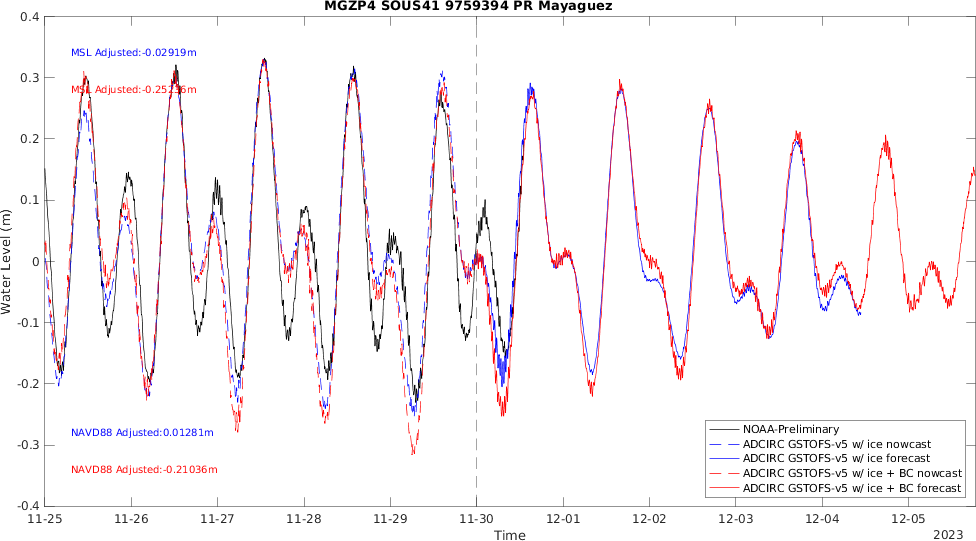 MGZP4 SOUS41 9759394 PR Mayaguez
0.4
0.3
0.2
0.1
0
-0.1
-0.2
-0.3
-0.4
Water Level (m)
MSL Adjusted:-0.02919m
MSL Adjusted:-0.25236m
NAVD88 Adjusted:0.01281m
NAVD88 Adjusted:-0.21036m
NOAA-Preliminary
ADCIRC GSTOFS-v5 w/ ice nowcast
ADCIRC GSTOFS-v5 w/ ice forecast
ADCIRC GSTOFS-v5 w/ ice + BC nowcast
ADCIRC GSTOFS-v5 w/ ice + BC forecast
11-25 11-26 11-27 11-28 11-29 11-30 12-01 12-02 12-03 12-04 12-05
Time
2023